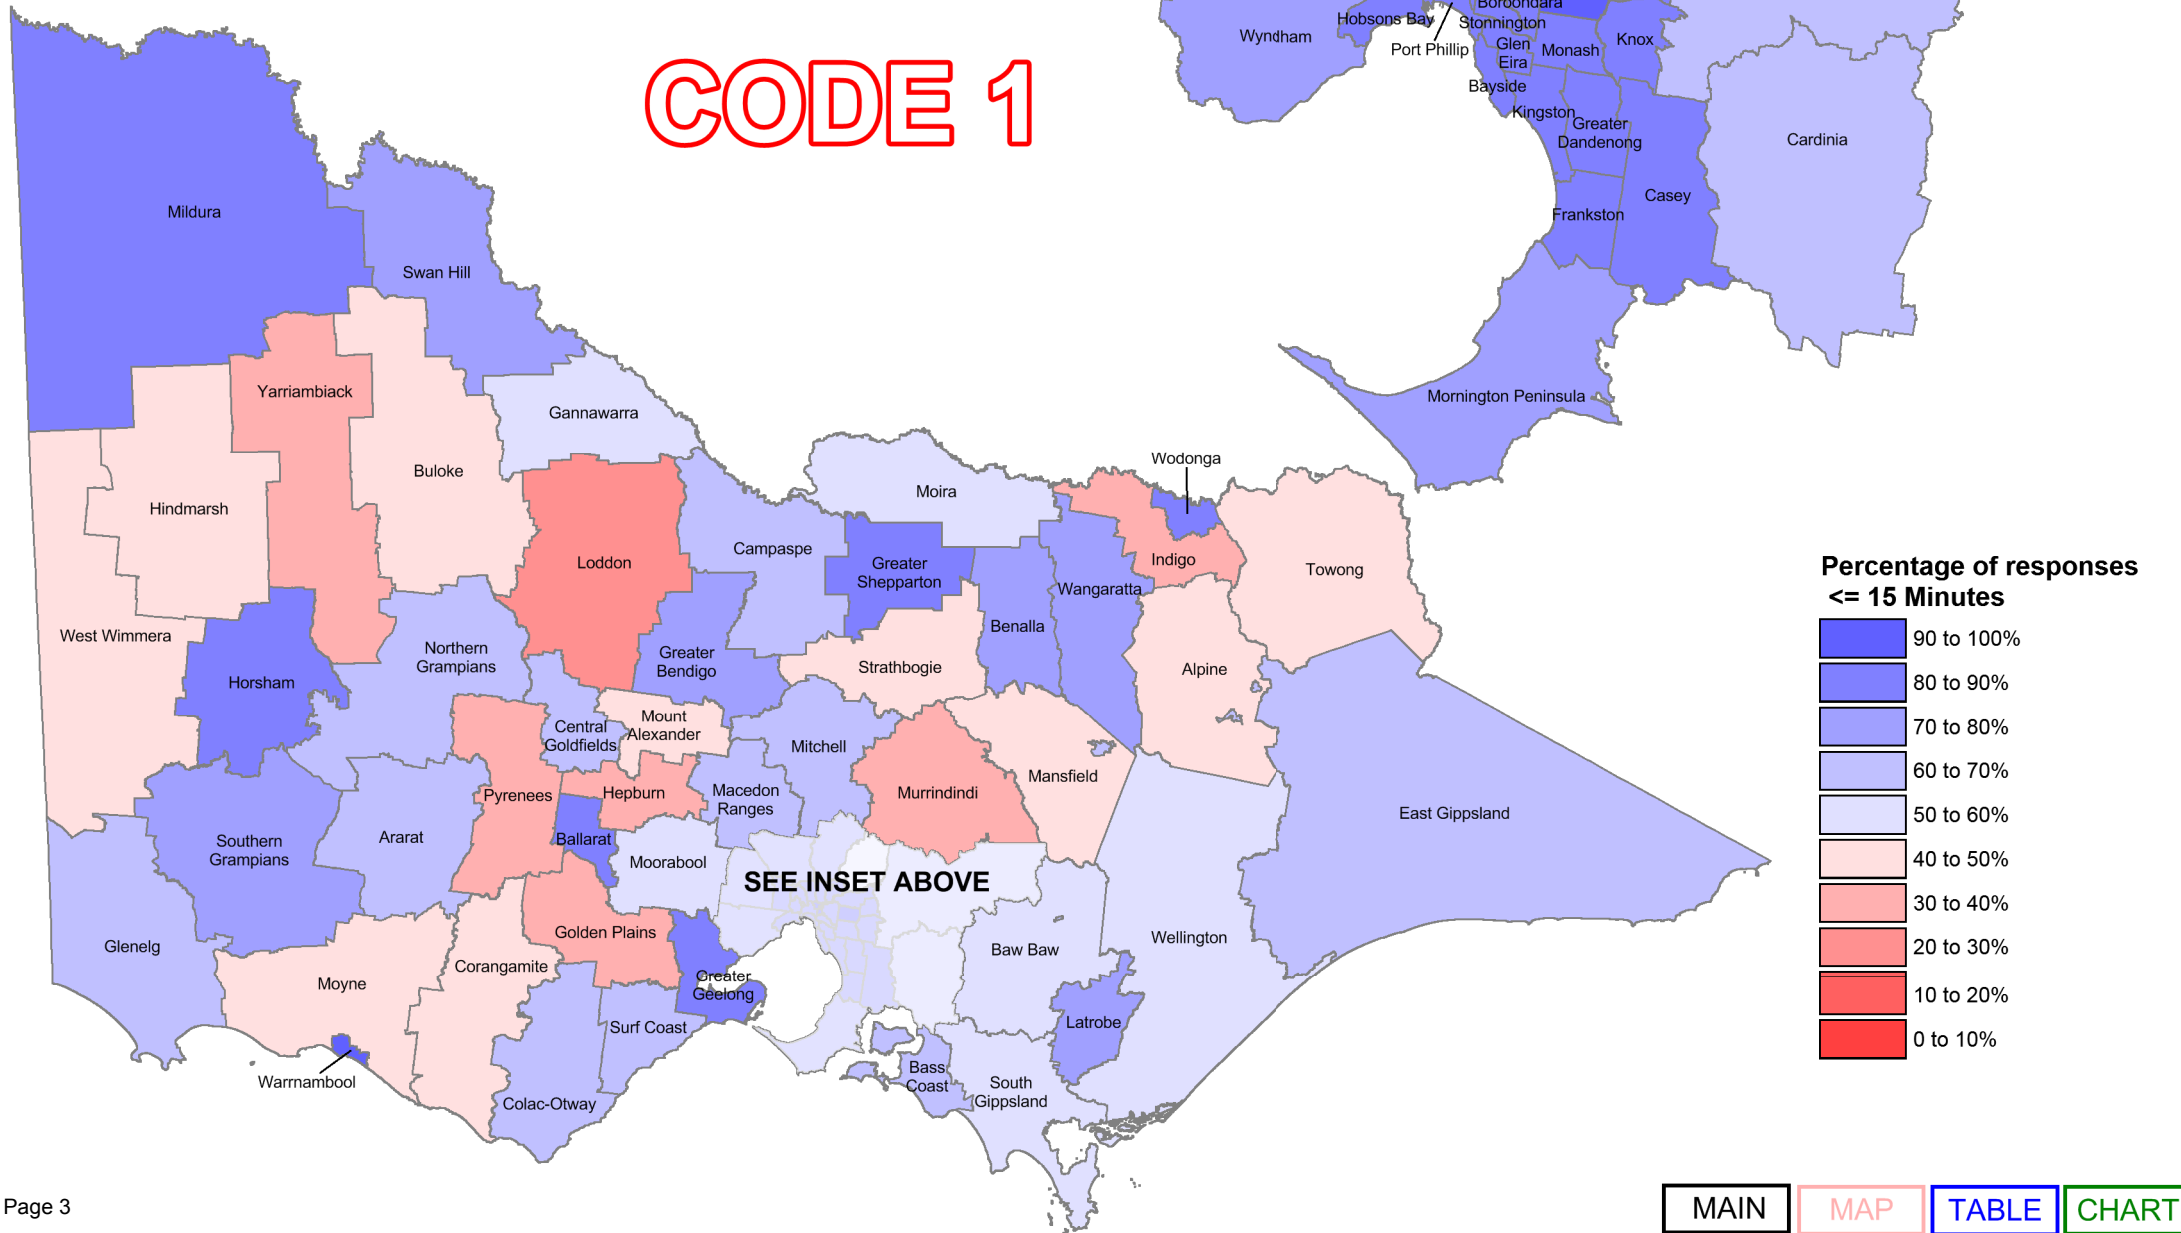 Boroondara
Hobsons Bay
Stonnington
Wyndham
Port Phillip
Glen
Eira
Monash
Knox
Bayside
Kingston
Greater
Dandenong
Cardinia
Casey
Frankston
Mornington Peninsula
CODE 1
Mildura
Swan Hill
Yarriambiack
Gannawarra
Buloke
Hindmarsh
Loddon
Campaspe
Moira
Wodonga
Greater
Shepparton
Indigo
Wangaratta
Towong
West Wimmera
Horsham
Northern
Grampians
Greater
Bendigo
Strathbogie
Benalla
Alpine
Central
Goldfields
Mount
Alexander
Mitchell
Mansfield
Pyrenees
Hepburn
Macedon
Ranges
Murrindindi
East Gippsland
Southern
Grampians
Ararat
Ballarat
Moorabool
SEE INSET ABOVE
Glenelg
Golden Plains
Baw Baw
Wellington
Moyne
Corangamite
Greater
Geelong
Surf Coast
Latrobe
Warrnambool
Colac-Otway
Bass
Coast
South
Gippsland
Percentage of responses
<= 15 Minutes
90 to 100%
80 to 90%
70 to 80%
60 to 70%
50 to 60%
40 to 50%
30 to 40%
20 to 30%
10 to 20%
0 to 10%
Page 3
MAIN
MAP
TABLE
CHART